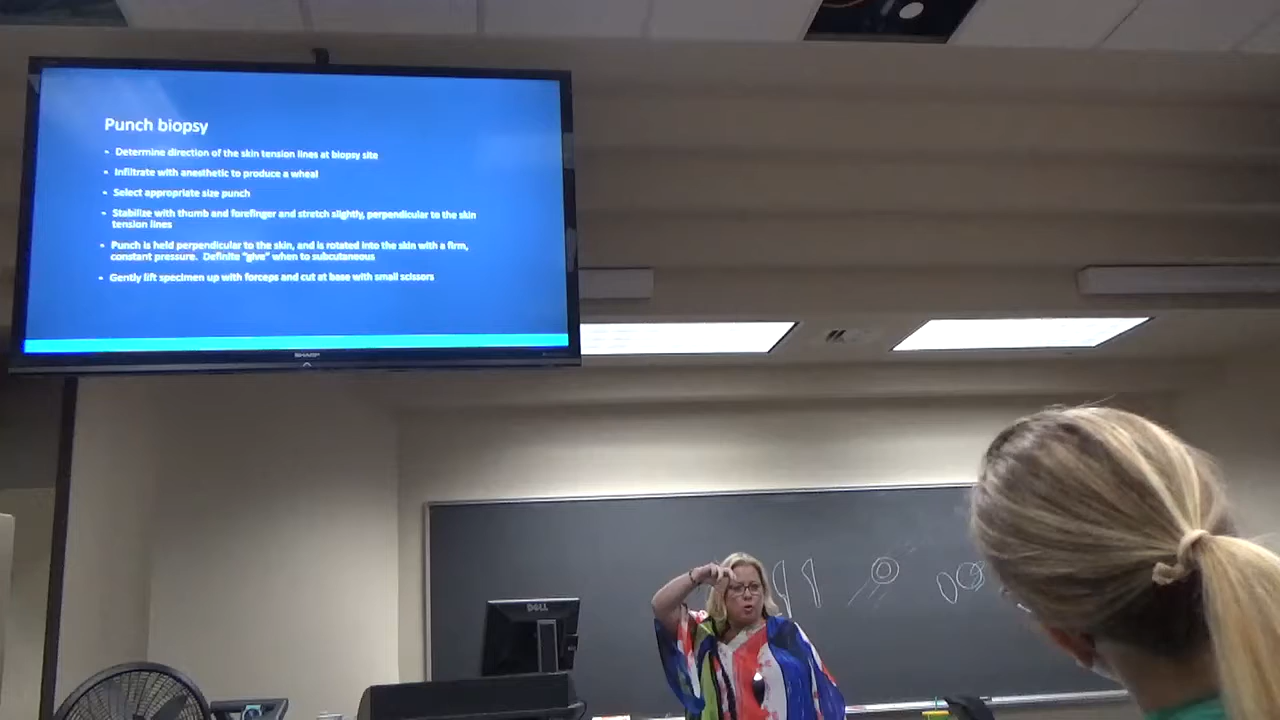 Punch biopsy
• Determine direction of the skin tension lines at biopsy site
• Infiltrate with anesthetic to produce a wheal
• Select appropriate size punch
• Stabilize with thumb and forefinger and stretch slightly, perpendicular to the skin
tension lines
• Punch is held perpendicular to the skin, and is rotated into the skin with a firm,
constant pressure. Definite "give" when to subcutaneous
• Gently lift specimen up with forceps and cut at base with small scissors
SHARP
DELL